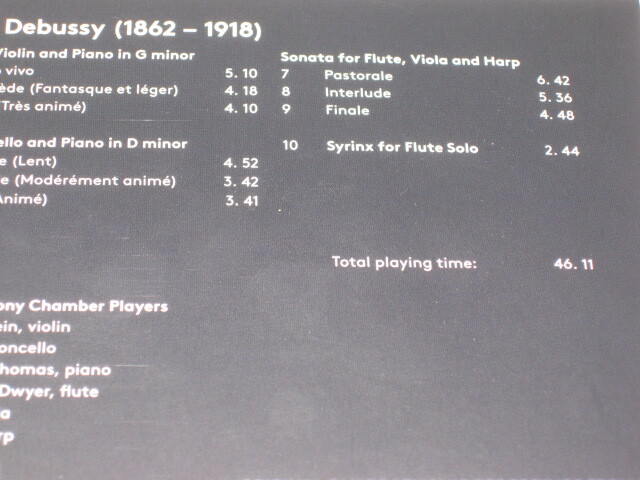 Debussy (1862 – 1918)
Violin and Piano in G minor
vivo 5. 10
ède (Fantasque et léger) 4. 18
(Très animé) 4. 10
ello and Piano in D minor
e (Lent) 4. 52
e (Modérément animé) 3. 42
Animé) 3. 41
Sonata for Flute, Viola and Harp
7 Pastorale 6. 42
8 Interlude 5. 36
9 Finale 4. 48
10 Syrinx for Flute Solo 2. 44
Total playing time: 46. 11
ony Chamber Players
ein, violin
oncello
homas, piano
Dwyer, flute
a
rp